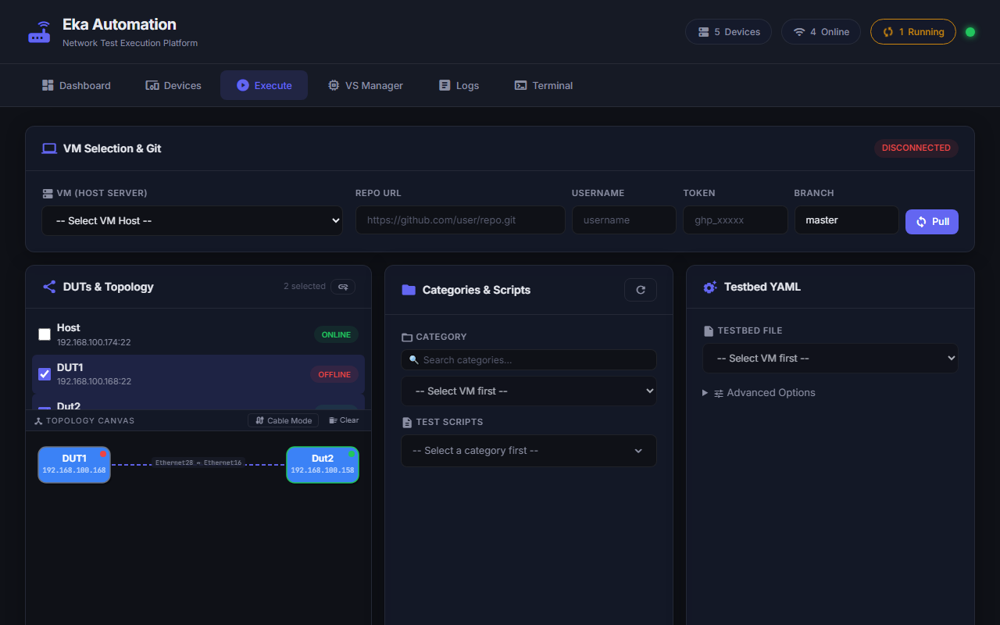 Eka Automation
Network Test Execution Platform
5 Devices
4 Online
1 Running
Dashboard
Devices
Execute
VS Manager
Logs
Terminal
VM Selection & Git
DISCONNECTED
VM (HOST SERVER)
REPO URL
USERNAME
TOKEN
BRANCH
-- Select VM Host --
https://github.com/user/repo.git
username
ghp_xxxxx
master
Pull
DUTs & Topology
2 selected
Host
192.168.100.174:22
ONLINE
DUT1
192.168.100.168:22
OFFLINE
Dut2
TOPOLOGY CANVAS
Cable Mode
Clear
DUT1
192.168.100.168
Ethernet28 ↔ Ethernet16
Dut2
192.168.100.158
Categories & Scripts
CATEGORY
Search categories...
-- Select VM first --
TEST SCRIPTS
-- Select a category first --
Testbed YAML
TESTBED FILE
-- Select VM first --
Advanced Options